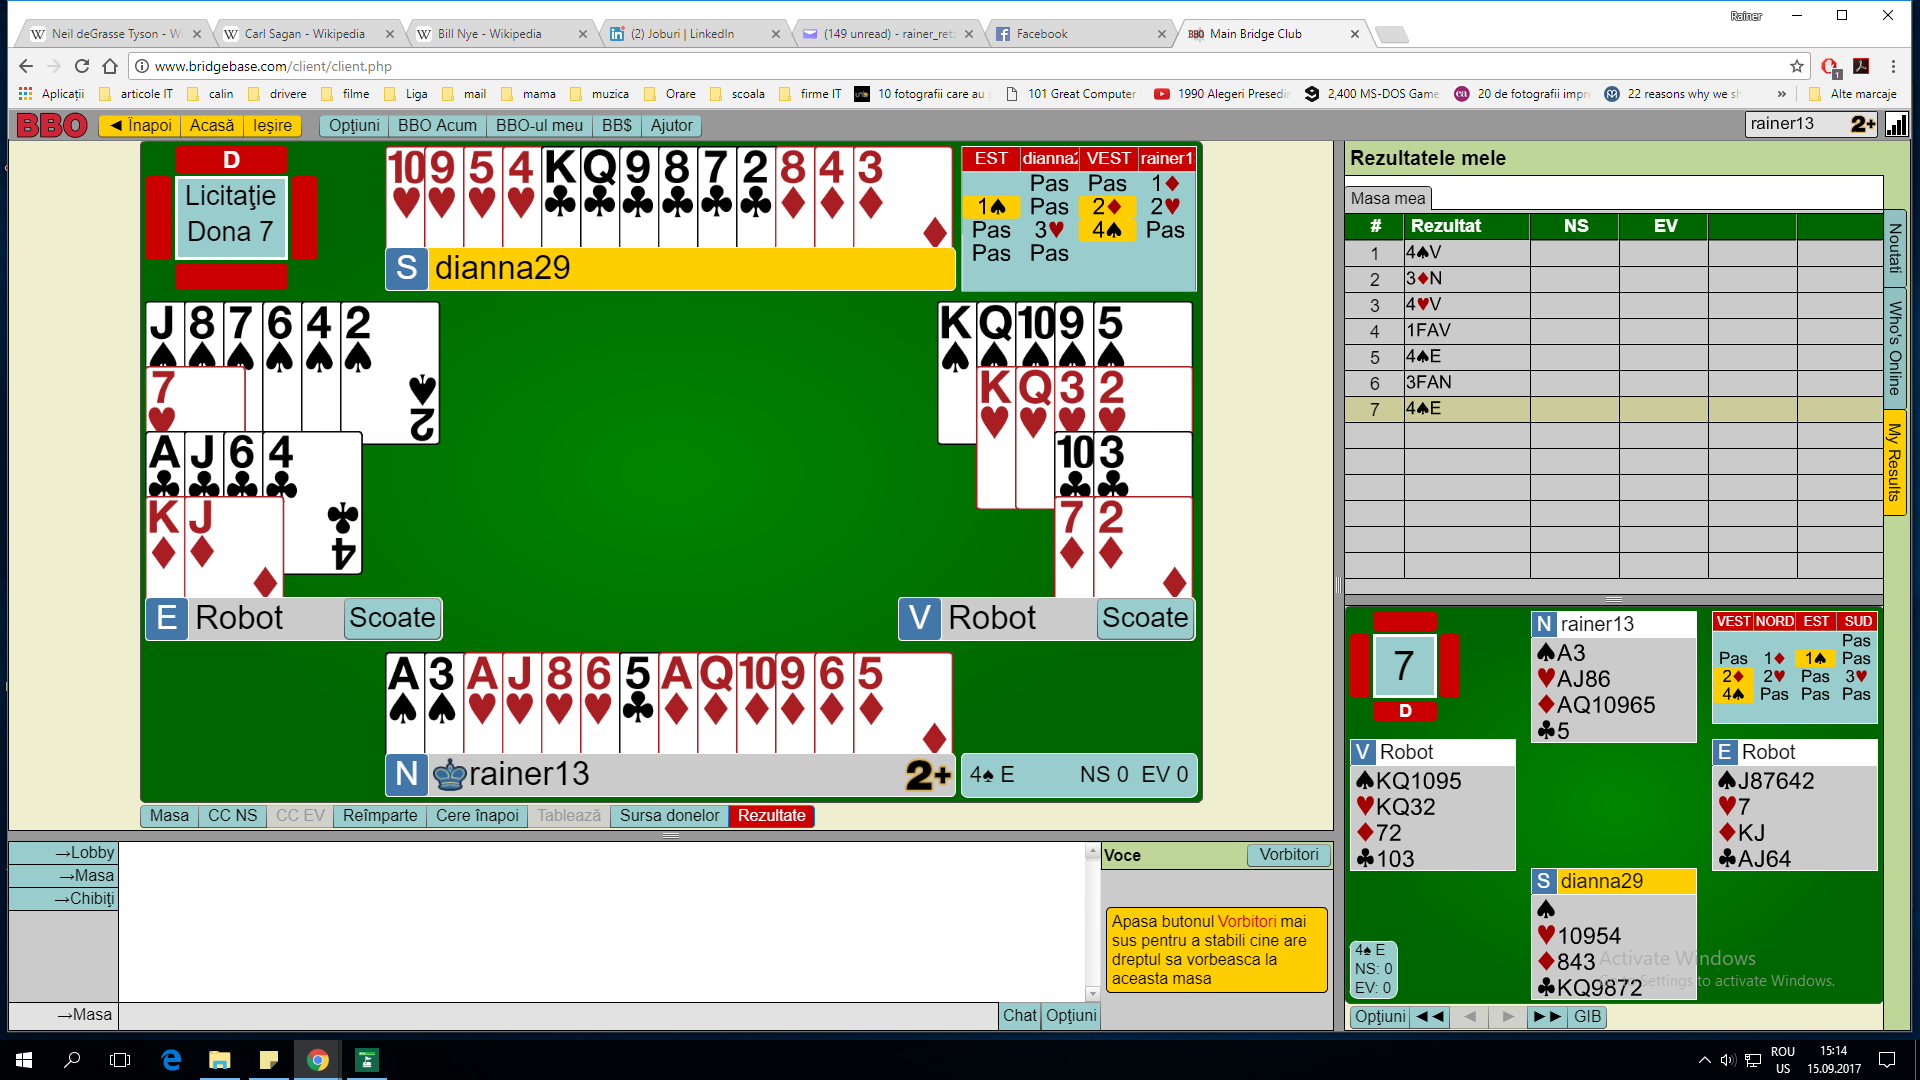 Rainer
Neil deGrasse Tyson - W
Carl Sagan - Wikipedia
Bill Nye - Wikipedia
(2) Joburi | LinkedIn
(149 unread) - rainer_ret
Facebook
Main Bridge Club
www.bridgebase.com/client/client.php
Aplicații articole IT calin drivere filme Liga mail mama muzica Orare scoala firme IT 10 fotografii care au 101 Great Computer 1990 Alegeri Presedin 2,400 MS-DOS Game 20 de fotografii impre 22 reasons why we sh » Alte marcaje
BBO ◄ Înapoi Acasă Ieşire Opţiuni BBO Acum BBO-ul meu BB$ Ajutor rainer13 2+
D
Licitaţie
Dona 7
10 9 5 4 K Q 9 8 7 2 8 4 3
S dianna29
EST dianna2 VEST rainer1
Pas Pas 1♦
1♠ Pas 2♦ 2♥
Pas 3♥ 4♠ Pas
Pas Pas
J 8 7 6 4 2
2
7
A J 6 4
4
K J
E Robot Scoate
K Q 10 9 5
K Q 3 2
10 3
7 2
V Robot Scoate
A 3 A J 8 6 5 A Q 10 9 6 5
N rainer13 2+
4♠ E NS 0 EV 0
Masa CC NS CC EV Reîmparte Cere înapoi Tablează Sursa donelor Rezultate
→Lobby
→Masa
→Chibiţi
→Masa
Chat Opţiuni
Voce Vorbitori
Apasa butonul Vorbitori mai
sus pentru a stabili cine are
dreptul sa vorbeasca la
aceasta masa
Rezultatele mele
Masa mea
# Rezultat NS EV
1 4♠V
2 3♦N
3 4♥V
4 1FAV
5 4♠E
6 3FAN
7 4♠E
Noutati
Who's Online
My Results
7
D
N rainer13
♠A3
♥AJ86
♦AQ10965
♣5
VEST NORD EST SUD
Pas
Pas 1♦ 1♠ Pas
2♦ 2♥ Pas 3♥
4♠ Pas Pas Pas
V Robot
♠KQ1095
♥KQ32
♦72
♣103
E Robot
♠J87642
♥7
♦KJ
♣AJ64
S dianna29
♠
♥10954
♦843
♣KQ9872
4♠ E
NS: 0
EV: 0
Activate Windows
Go to Settings to activate Windows.
Opţiuni ◄◄ ◄ ► ►► GIB
ROU
US
15:14
15.09.2017